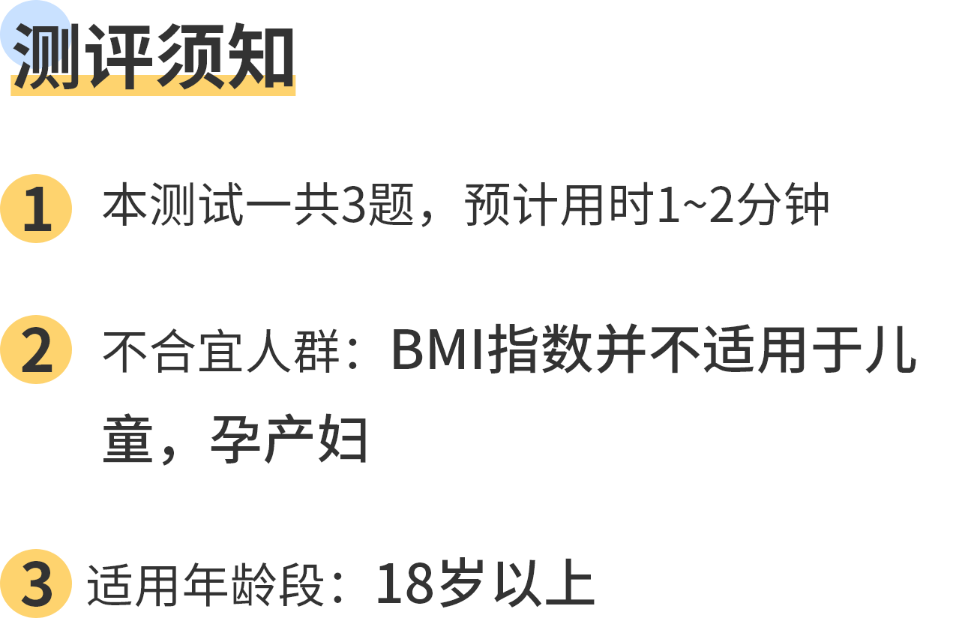 测评须知
1 本测试一共3题，预计用时1~2分钟
2 不合宜人群：BMI指数并不适用于儿
童，孕产妇
3 适用年龄段：18岁以上